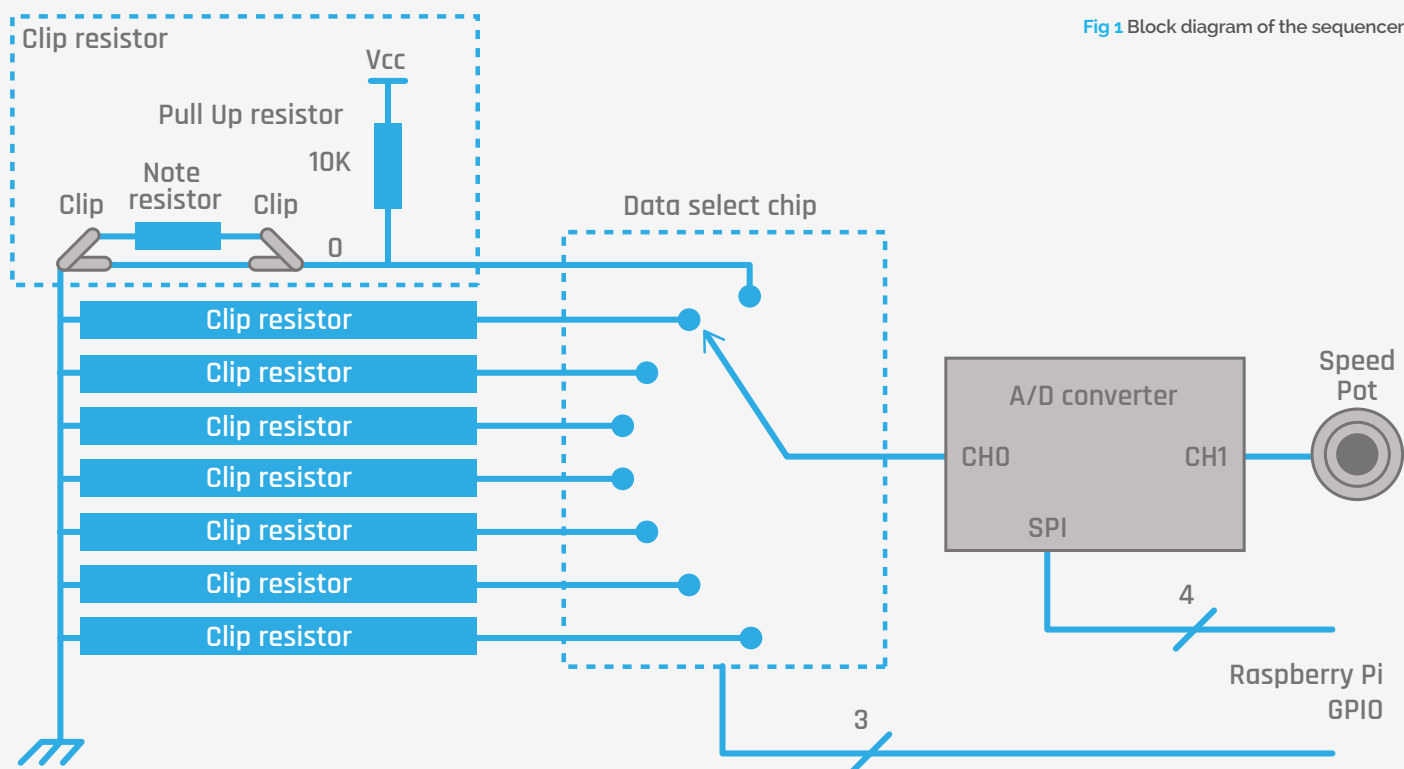 Fig 1 Block diagram of the sequencer
Clip resistor
Vcc
Pull Up resistor
10K
Note
resistor
Clip
Clip
0
Data select chip
Clip resistor
Clip resistor
Clip resistor
Clip resistor
Clip resistor
Clip resistor
Clip resistor
A/D converter
CH0
CH1
SPI
Speed
Pot
4
Raspberry Pi
GPIO
3